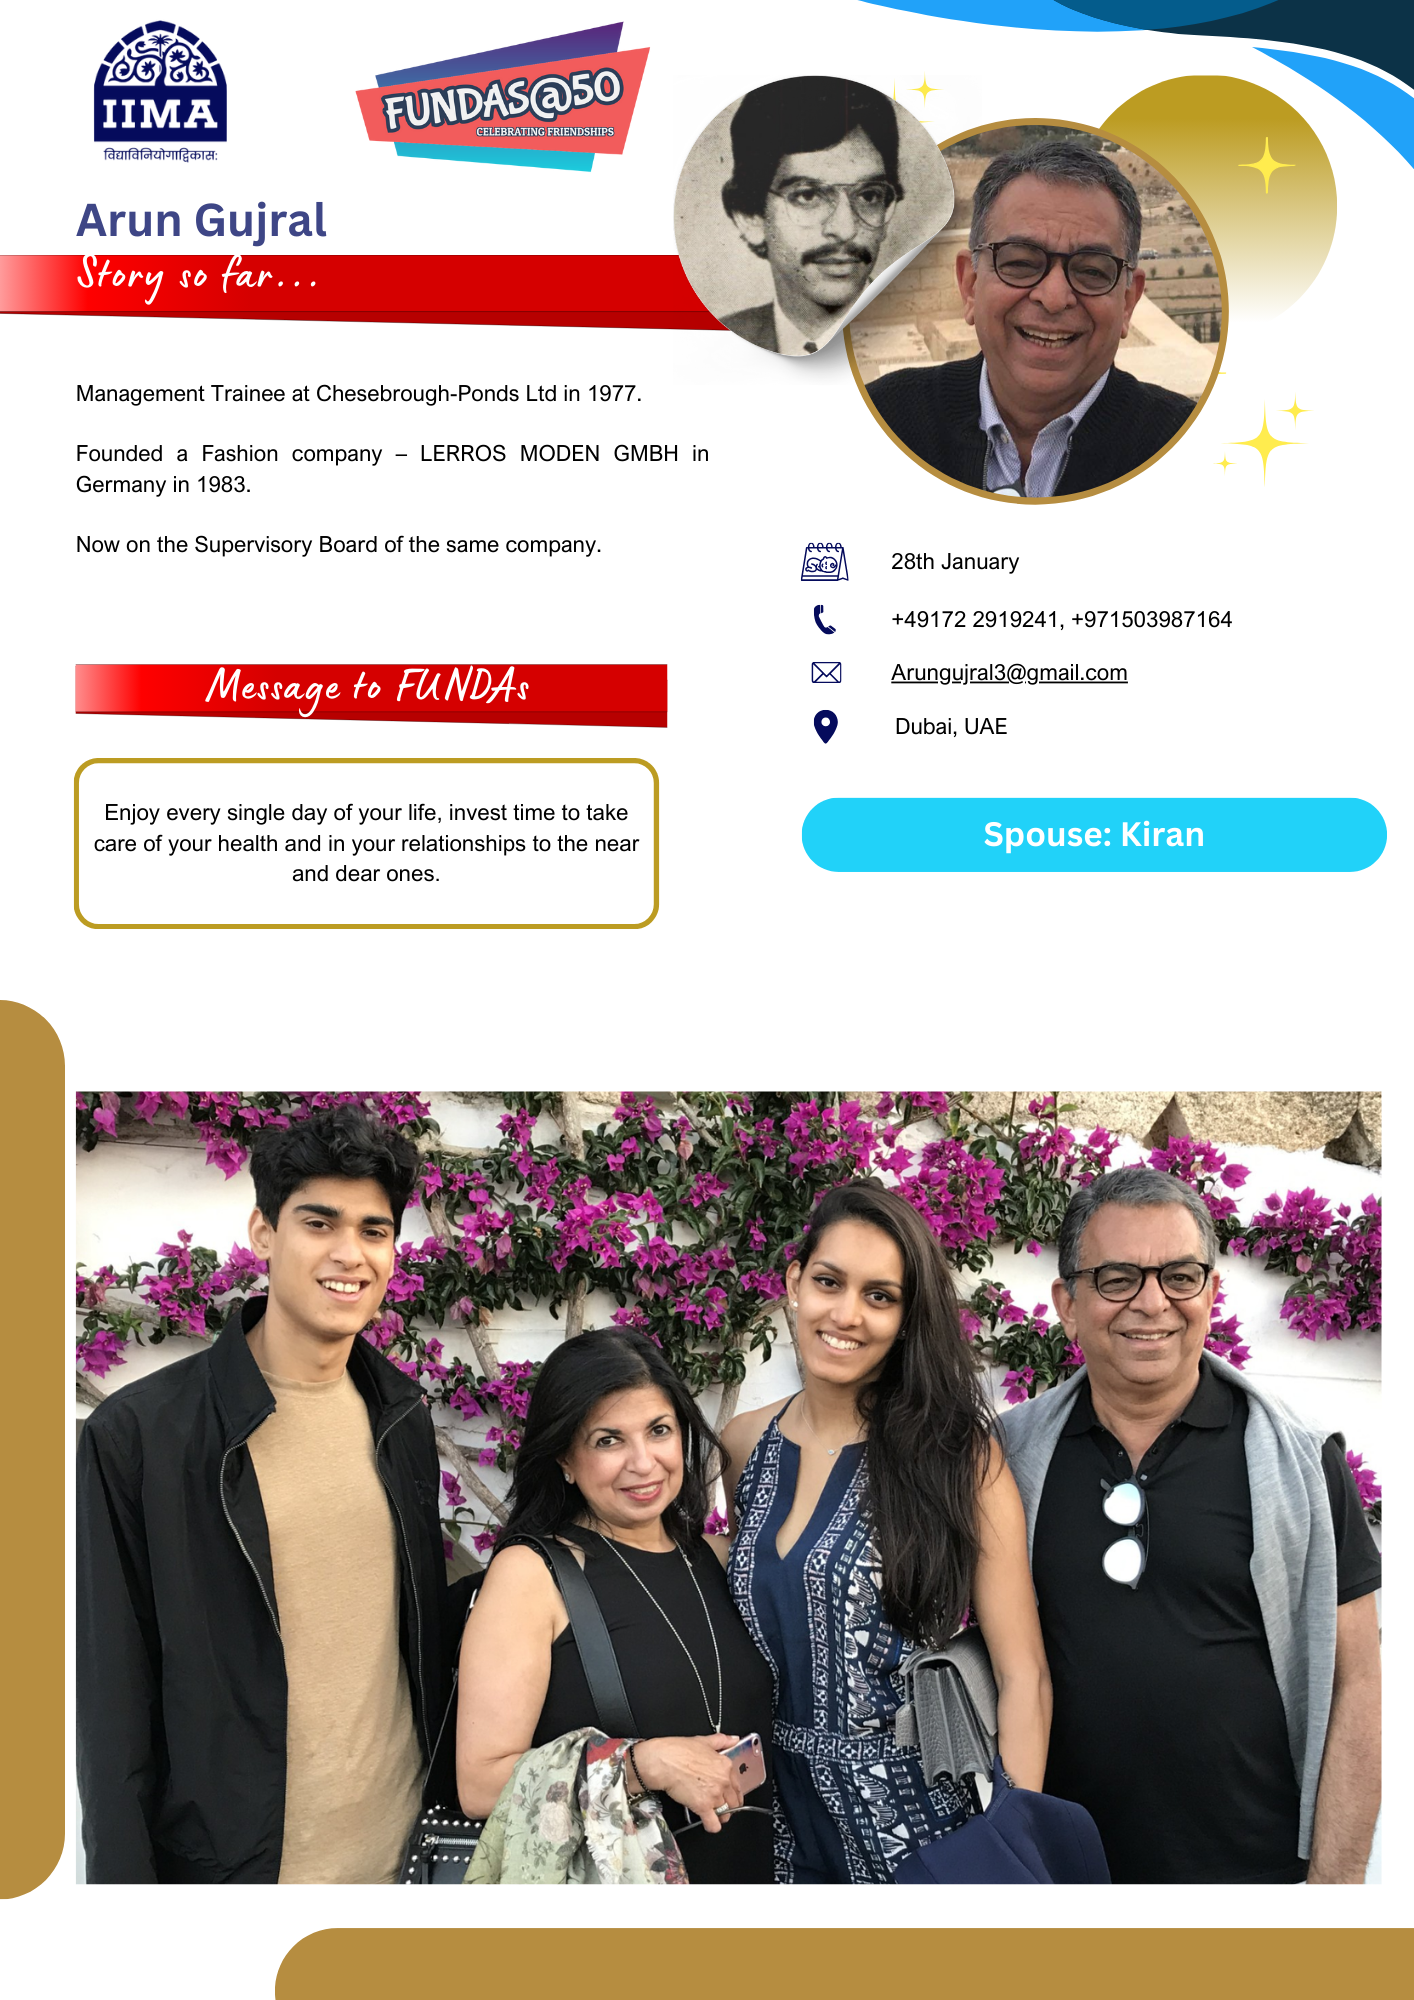 IIMA
विद्याविनियोगाद्विकास:
FUNDAS@50
CELEBRATING FRIENDSHIPS
Arun Gujral
Story so far...
Management Trainee at Chesebrough-Ponds Ltd in 1977.
Founded a Fashion company – LERROS MODEN GMBH in
Germany in 1983.
Now on the Supervisory Board of the same company.
28th January
+49172 2919241, +971503987164
Arungujral3@gmail.com
Dubai, UAE
Spouse: Kiran
Message to FUNDAs
Enjoy every single day of your life, invest time to take
care of your health and in your relationships to the near
and dear ones.